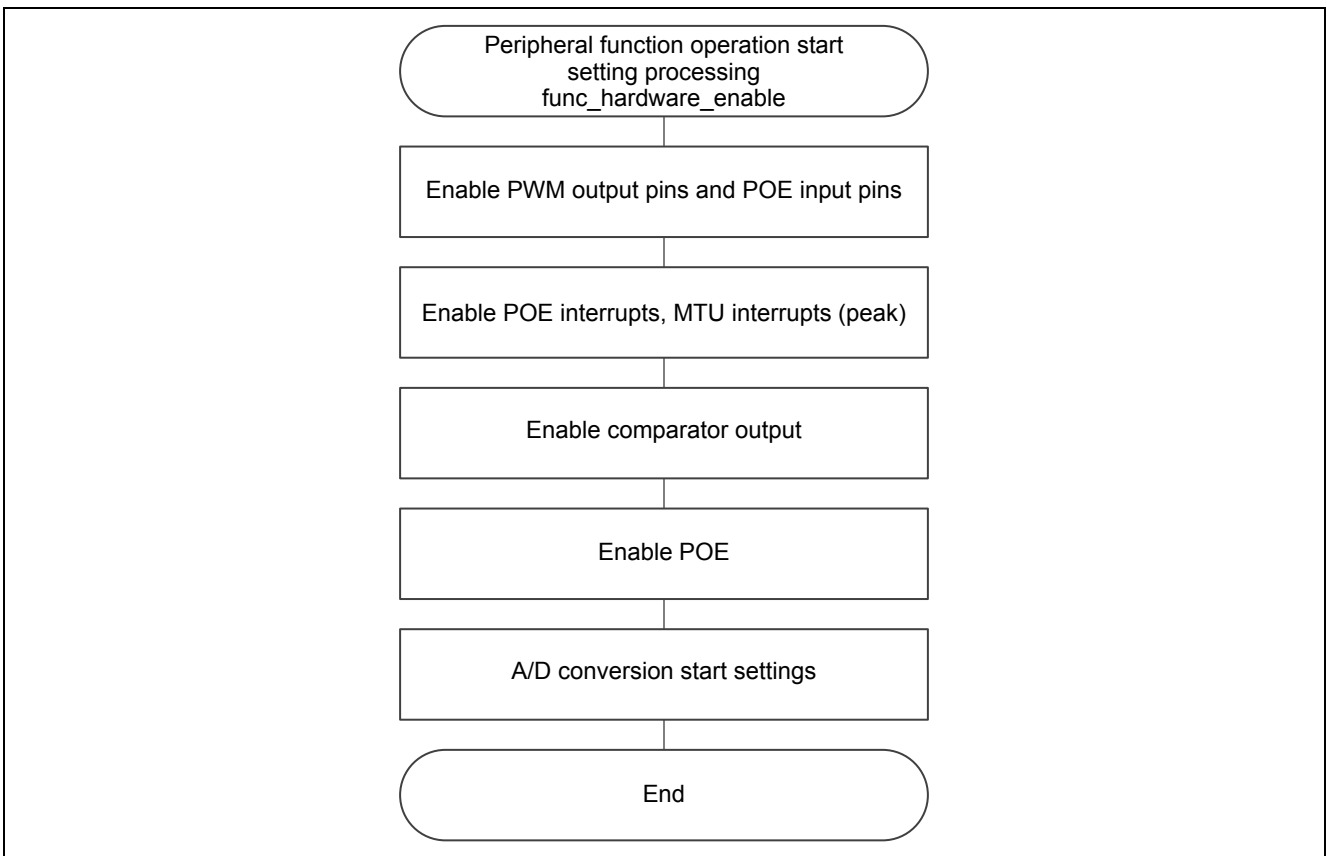 Peripheral function operation start
setting processing
func_hardware_enable
Enable PWM output pins and POE input pins
Enable POE interrupts, MTU interrupts (peak)
Enable comparator output
Enable POE
A/D conversion start settings
End